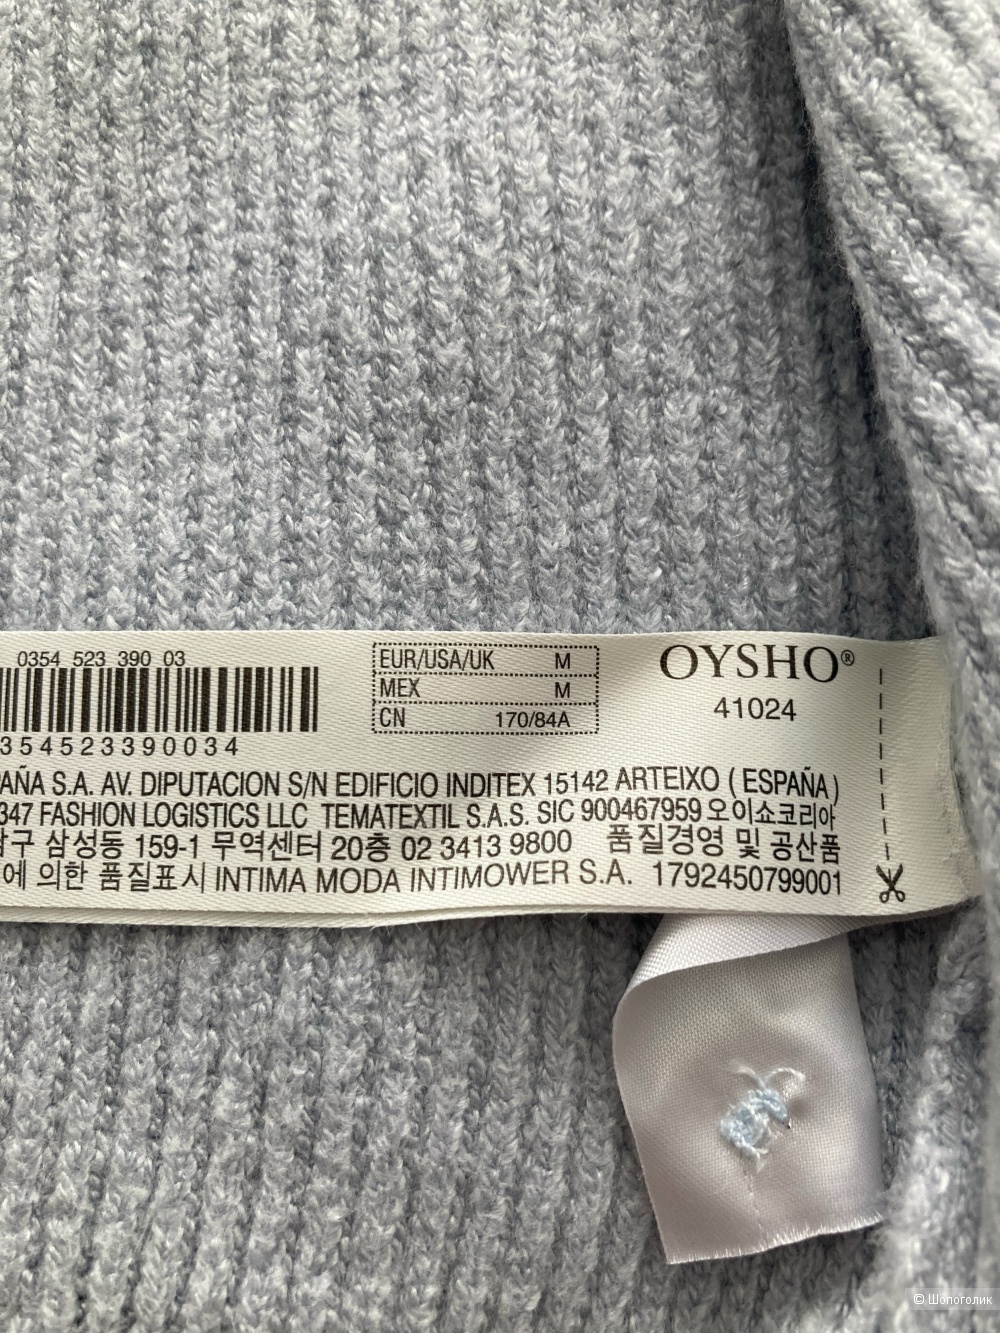 0354 523 390 03
354523390034
EUR/USA/UK M
MEX M
CN 170/84A
OYSHO®
41024
AÑA S.A. AV. DIPUTACION S/N EDIFICIO INDITEX 15142 ARTEIXO (ESPAÑA)
347 FASHION LOGISTICS LLC TEMATEXTIL S.A.S. SIC 900467959 오이쇼코리아
남구 삼성동 159-1 무역센터 20층 02 3413 9800 품질경영 및 공산품
에 의한 품질표시 INTIMA MODA INTIMOWER S.A. 1792450799001
© Шопоголик